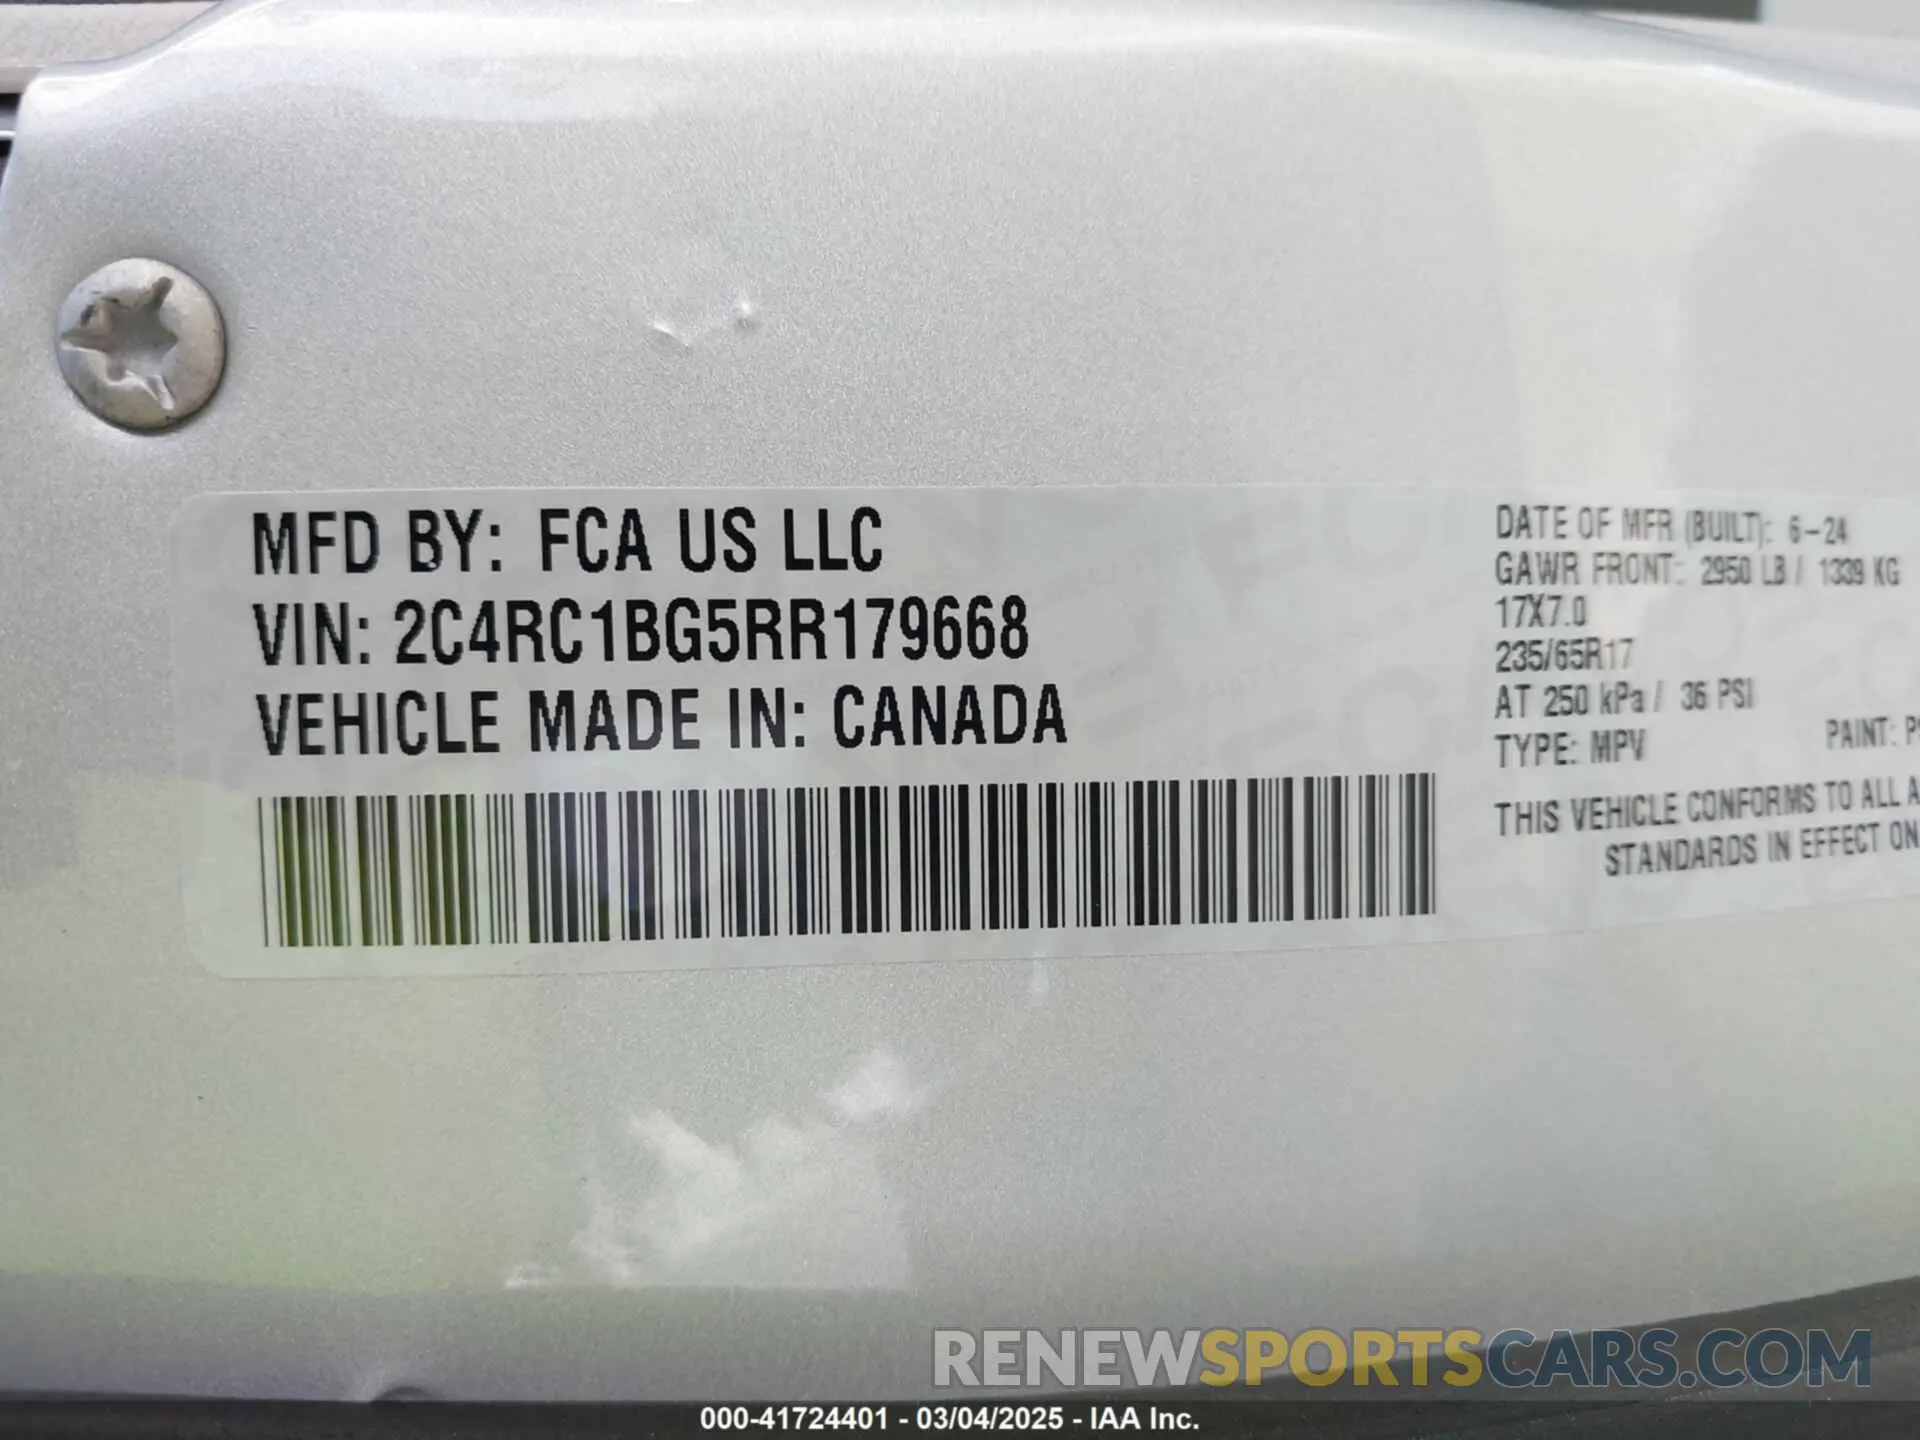 MFD BY: FCA US LLC
VIN: 2C4RC1BG5RR179668
VEHICLE MADE IN: CANADA
DATE OF MFR (BUILT): 6-24
GAWR FRONT: 2950 LB / 1339 KG
17X7.0
235/65R17
AT 250 kPa / 36 PSI
TYPE: MPV PAINT:
THIS VEHICLE CONFORMS TO ALL A
STANDARDS IN EFFECT ON
RENEWSPORTSCARS.COM
000-41724401 - 03/04/2025 - IAA Inc.